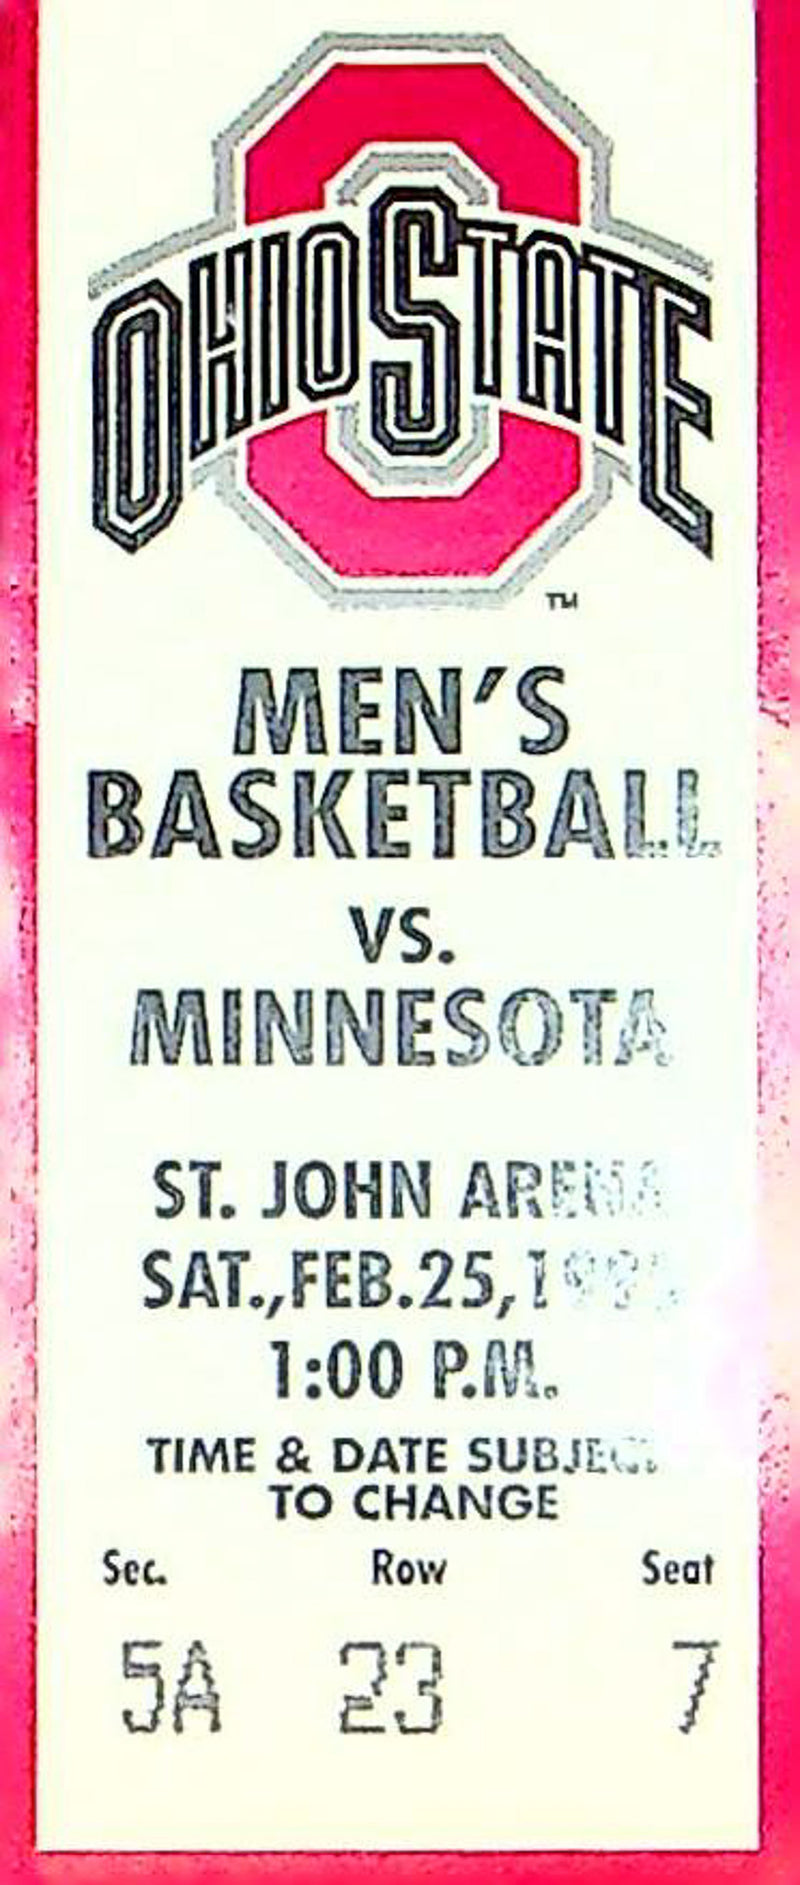 OHIO STATE
TM
MEN'S
BASKETBALL
VS.
MINNESOTA
ST. JOHN ARENA
SAT.,FEB.25,
1:00 P.M.
TIME & DATE SUBJECT
TO CHANGE
Sec. Row Seat
5A 23 7